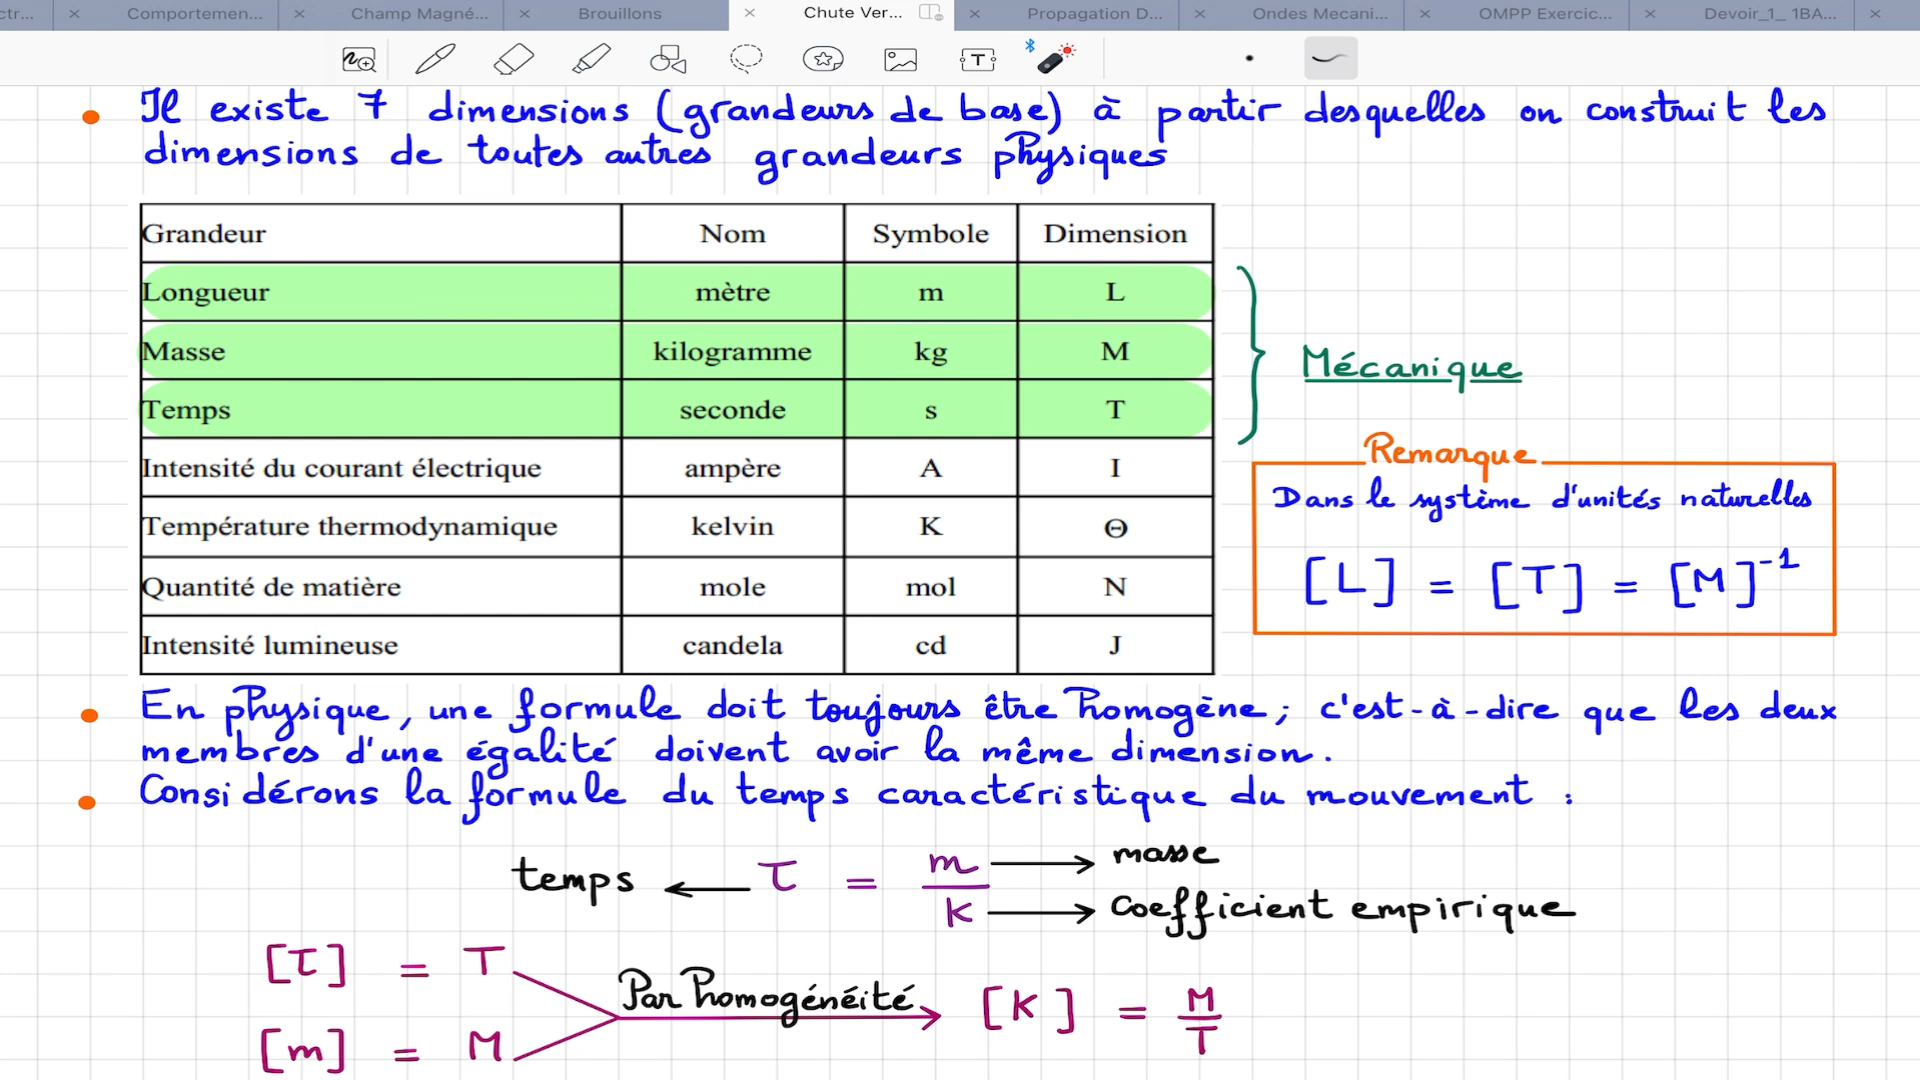 ctr...
Comportemen...
Champ Magné...
Brouillons
Chute Ver...
Propagation D...
Ondes Mecani...
OMPP Exercic...
Devoir_1_ 1BA...
Il existe 7 dimensions (grandeurs de base) à partir desquelles on construit les
dimensions de toutes autres grandeurs physiques
Grandeur Nom Symbole Dimension
Longueur mètre m L
Masse kilogramme kg M
Temps seconde s T
Intensité du courant électrique ampère A I
Température thermodynamique kelvin K Θ
Quantité de matière mole mol N
Intensité lumineuse candela cd J
Mécanique
Remarque
Dans le système d'unités naturelles
[L] = [T] = [M]⁻¹
En physique, une formule doit toujours être homogène ; c'est-à-dire que les deux
membres d'une égalité doivent avoir la même dimension.
Considérons la formule du temps caractéristique du mouvement :
temps ← τ = m/k
m → masse
k → coefficient empirique
[τ] = T
[m] = M
Par homogénéité
[k] = M/T